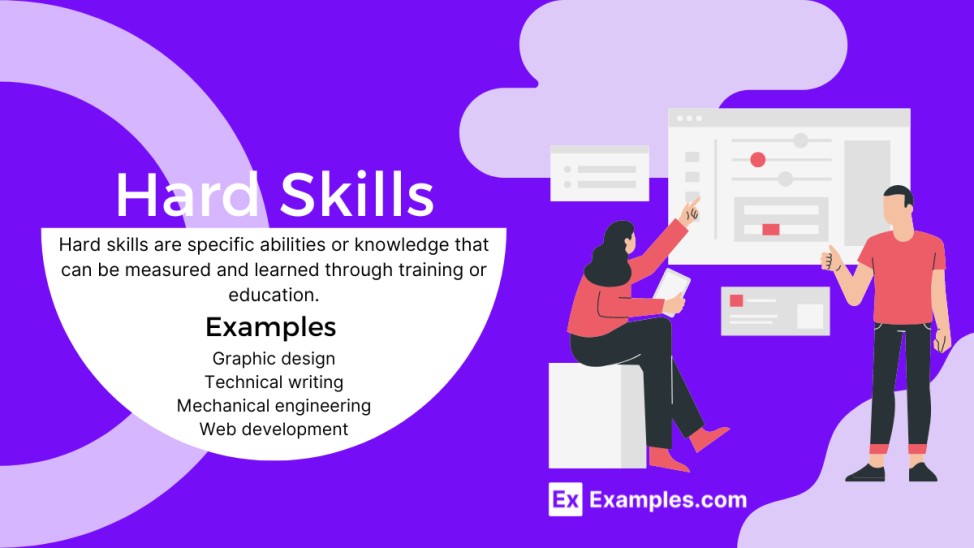 Hard Skills
Hard skills are specific abilities or knowledge that
can be measured and learned through training or
education.
Examples
Graphic design
Technical writing
Mechanical engineering
Web development
Ex Examples.com